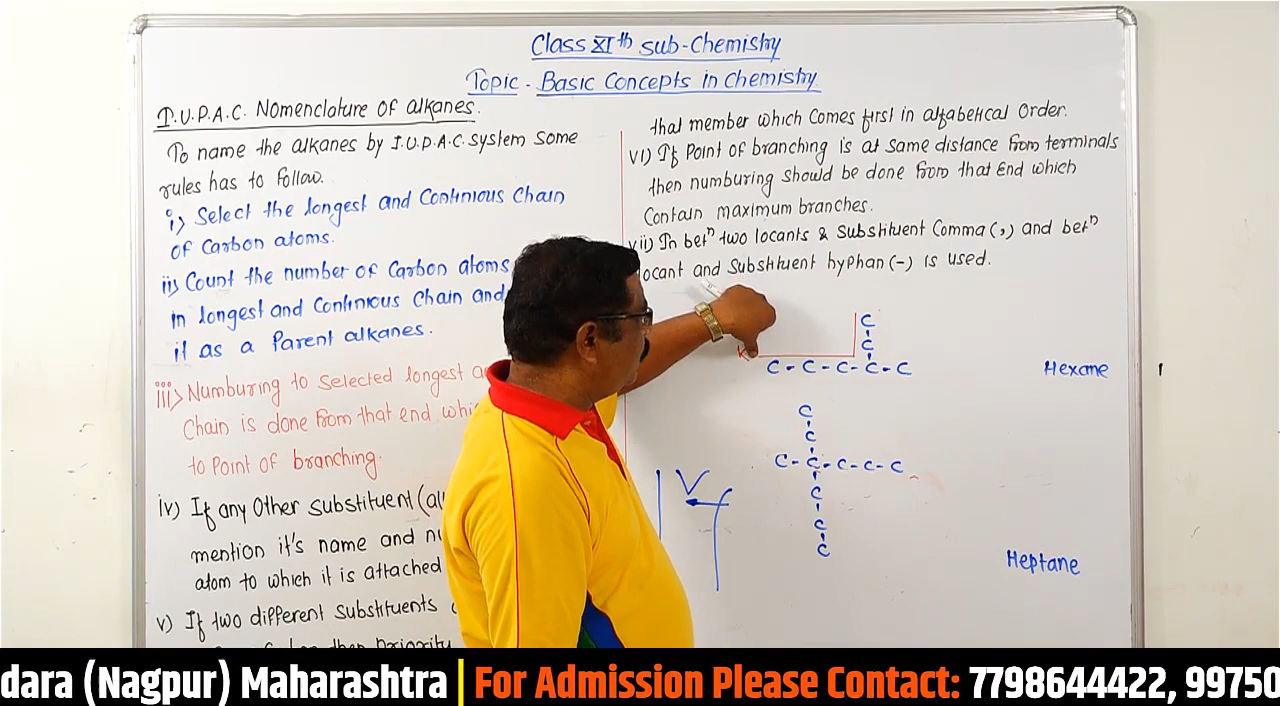 Class XIth Sub-Chemistry
Topic - Basic Concepts in Chemistry
I.U.P.A.C. Nomenclature of alkanes.
To name the alkanes by I.U.P.A.C. System some
rules has to follow.
i) Select the longest and Continious Chain
of Carbon atoms.
ii) Count the number of Carbon atoms
in longest and Continious Chain and
it as a Parent alkanes.
iii) Numburing to Selected longest
Chain is done from that end
to Point of branching.
iv) If any Other substituent
mention it's name and
atom to which it is attached
v) If two different Substituents
then Priority
that member which Comes first in alfabetical Order.
vi) If Point of branching is at same distance from terminals
then numburing should be done from that End which
Contain maximum branches.
vii) In betn two locants & Substituent Comma (,) and betn
locant and Substituent hyphan (-) is used.
C
C
C - C - C - C - C
Hexane
C
C
C - C - C - C - C
C
C
C
Heptane
dara (Nagpur) Maharashtra | For Admission Please Contact: 7798644422, 99750